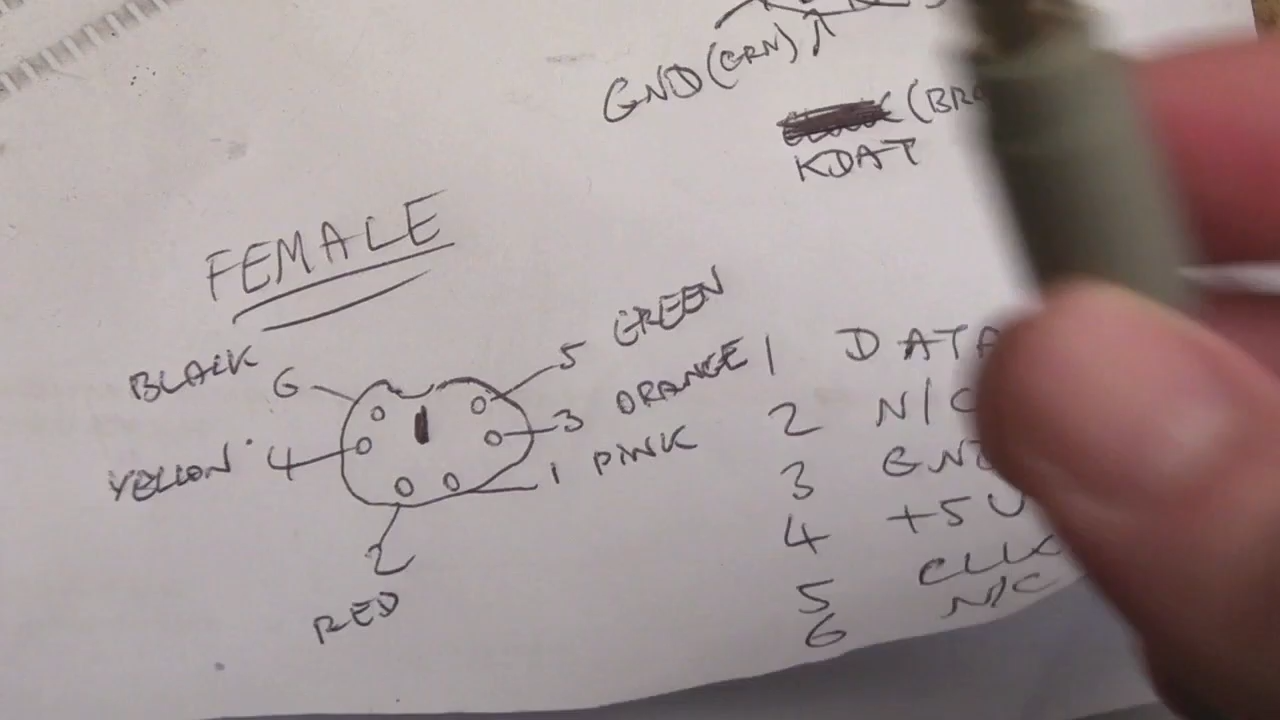 GND(GRN)
(BR
KDAT
FEMALE
BLACK 6
5 GREEN
YELLOW 4
3 ORANGE
1 PINK
2
RED
1 DATA
2 N/C
3 GND
4 +5V
5 CLK
6 N/C